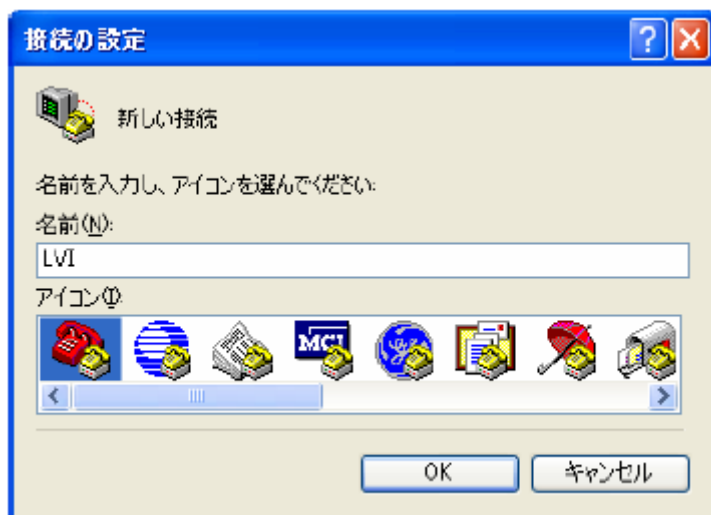 接続の設定
新しい接続
名前を入力し、アイコンを選んでください:
名前(N):
LVI
アイコン(I):
MCI
OK
キャンセル